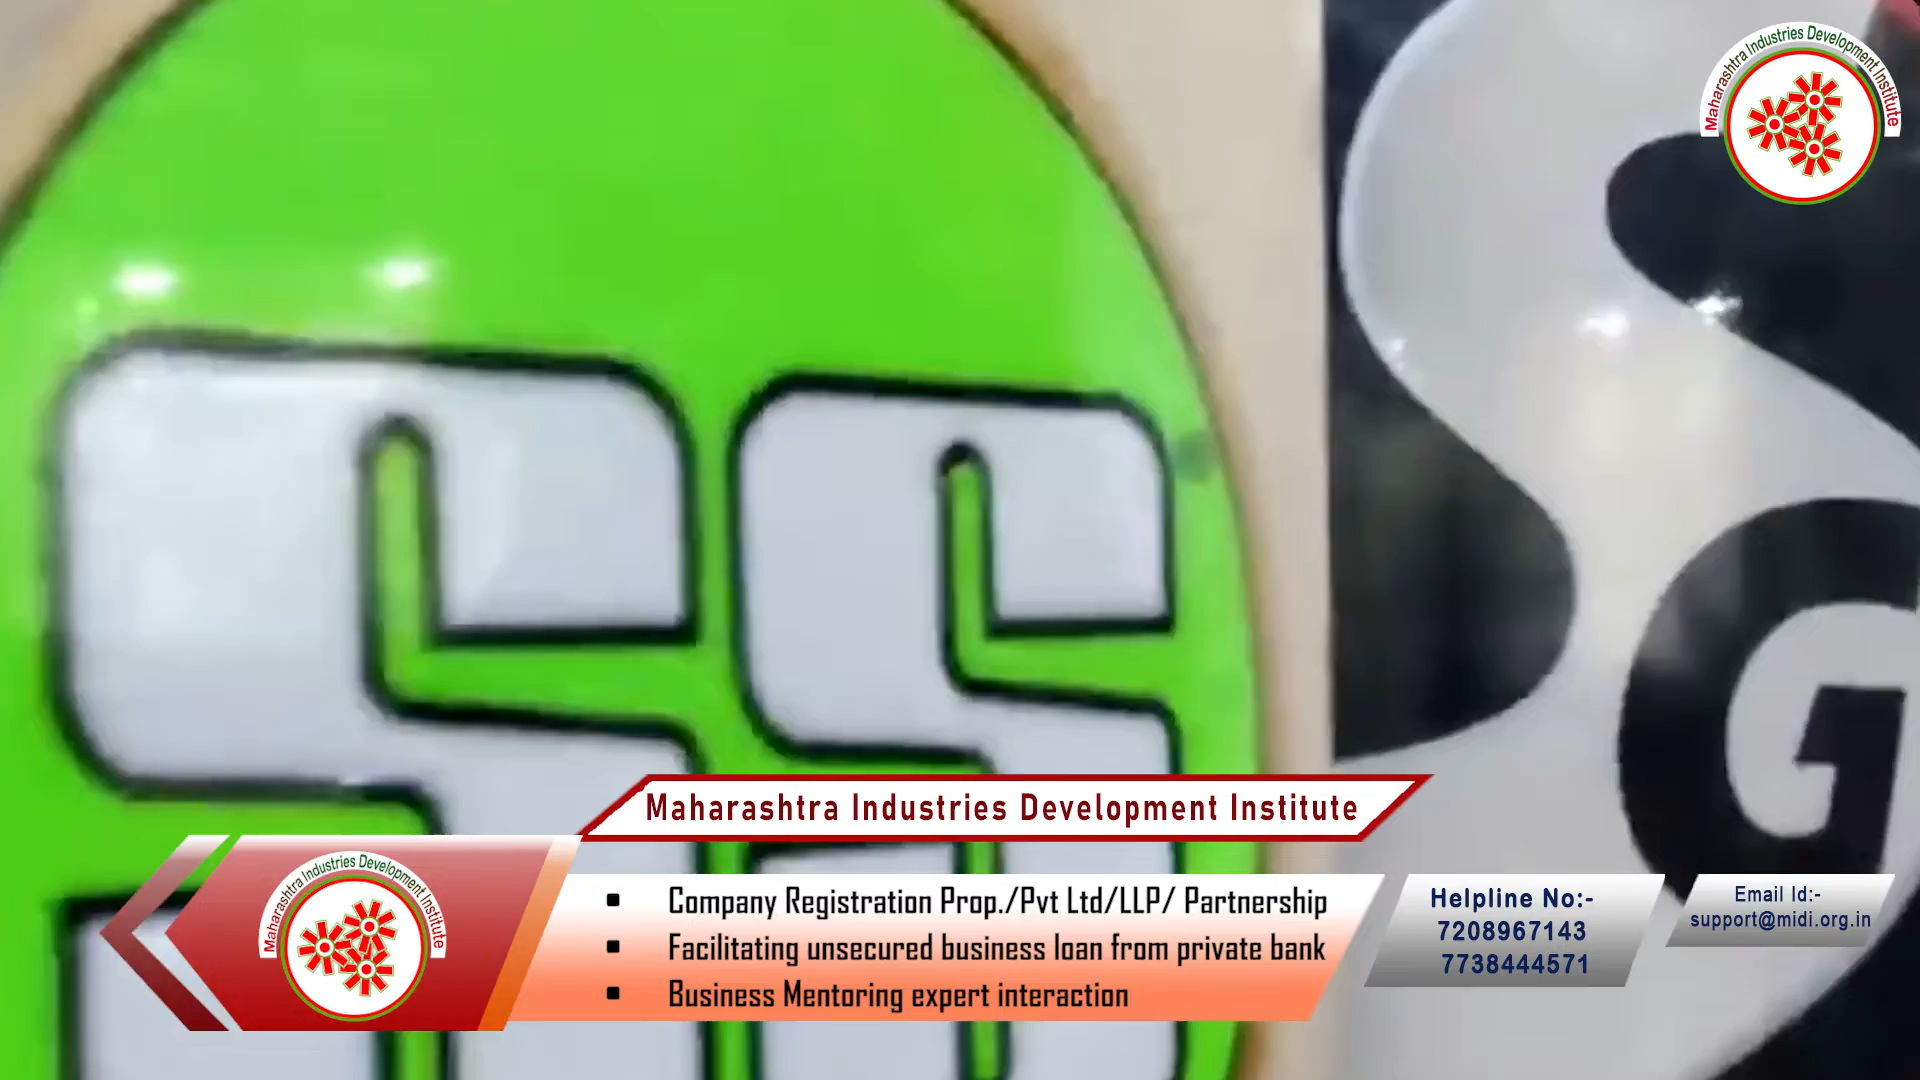 Maharashtra Industries Development Institute
SS
G
Maharashtra Industries Development Institute
Maharashtra Industries Development Institute
▪ Company Registration Prop./Pvt Ltd/LLP/ Partnership
▪ Facilitating unsecured business loan from private bank
▪ Business Mentoring expert interaction
Helpline No:-
7208967143
7738444571
Email Id:-
support@midi.org.in